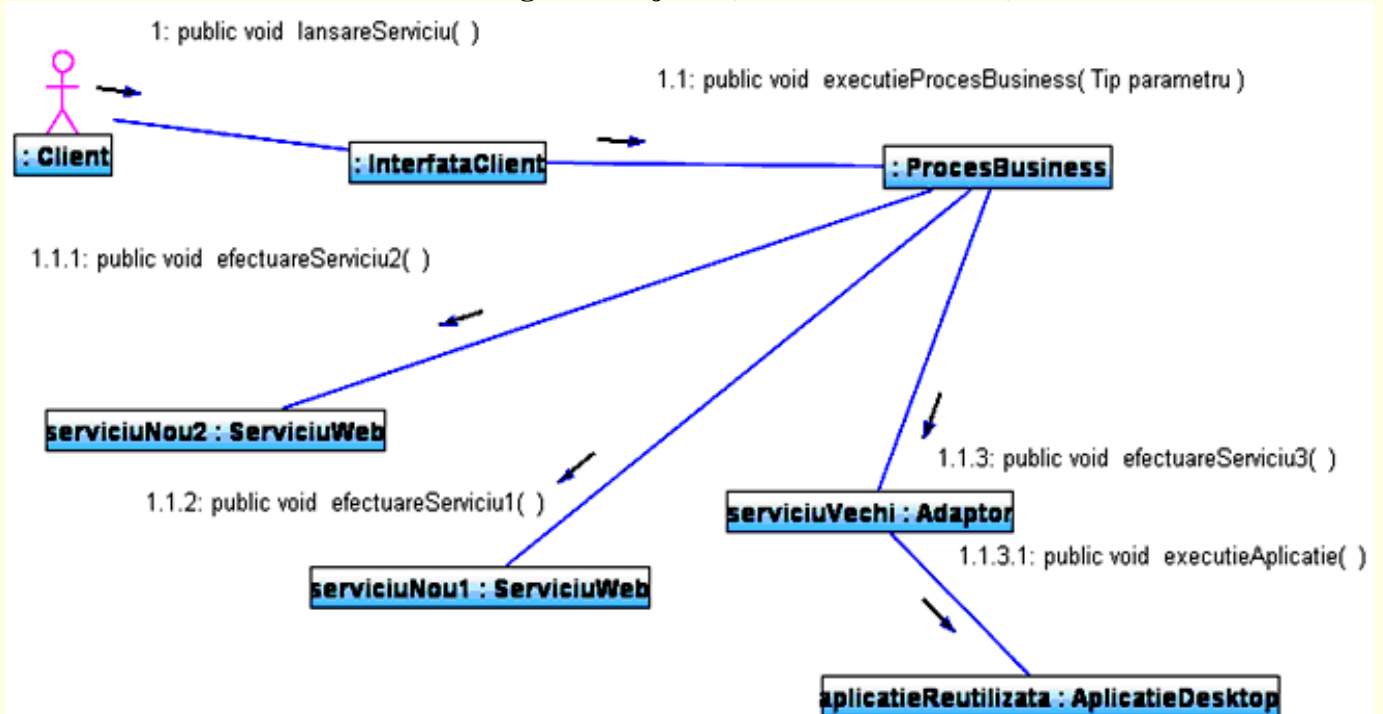 1: public void lansareServiciu( )
1.1: public void executieProcesBusiness( Tip parametru )
: Client
: InterfataClient
: ProcesBusiness
1.1.1: public void efectuareServiciu2( )
serviciuNou2 : ServiciuWeb
1.1.3: public void efectuareServiciu3( )
1.1.2: public void efectuareServiciu1( )
serviciuVechi : Adaptor
1.1.3.1: public void executieAplicatie( )
serviciuNou1 : ServiciuWeb
aplicatieReutilizata : AplicatieDesktop